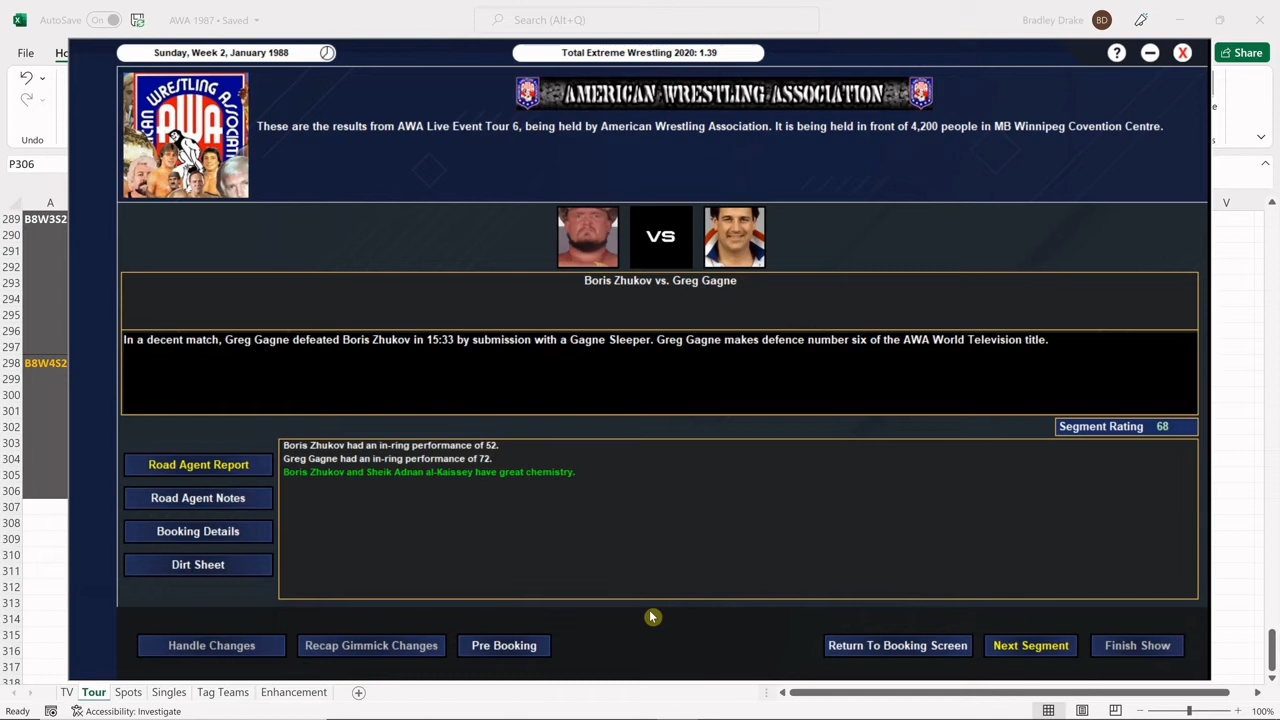 AutoSave On AWA 1987 • Saved Search (Alt+Q) Bradley Drake BD
File Share
Sunday, Week 2, January 1988 Total Extreme Wrestling 2020: 1.39 ? X
WRESTLING ASSOCIATION
AWA
AMERICAN WRESTLING ASSOCIATION
These are the results from AWA Live Event Tour 6, being held by American Wrestling Association. It is being held in front of 4,200 people in MB Winnipeg Covention Centre.
Undo
P306
A V
VS
Boris Zhukov vs. Greg Gagne
In a decent match, Greg Gagne defeated Boris Zhukov in 15:33 by submission with a Gagne Sleeper. Greg Gagne makes defence number six of the AWA World Television title.
Segment Rating 68
Boris Zhukov had an in-ring performance of 52.
Greg Gagne had an in-ring performance of 72.
Boris Zhukov and Sheik Adnan al-Kaissey have great chemistry.
Road Agent Report
Road Agent Notes
Booking Details
Dirt Sheet
289 B8W3S2
290
291
292
293
294
295
296
297
298 B8W4S2
299
300
301
302
303
304
305
306
307
308
309
310
311
312
313
314
315
316
317
318
Handle Changes Recap Gimmick Changes Pre Booking Return To Booking Screen Next Segment Finish Show
TV Tour Spots Singles Tag Teams Enhancement
Ready Accessibility: Investigate 100%